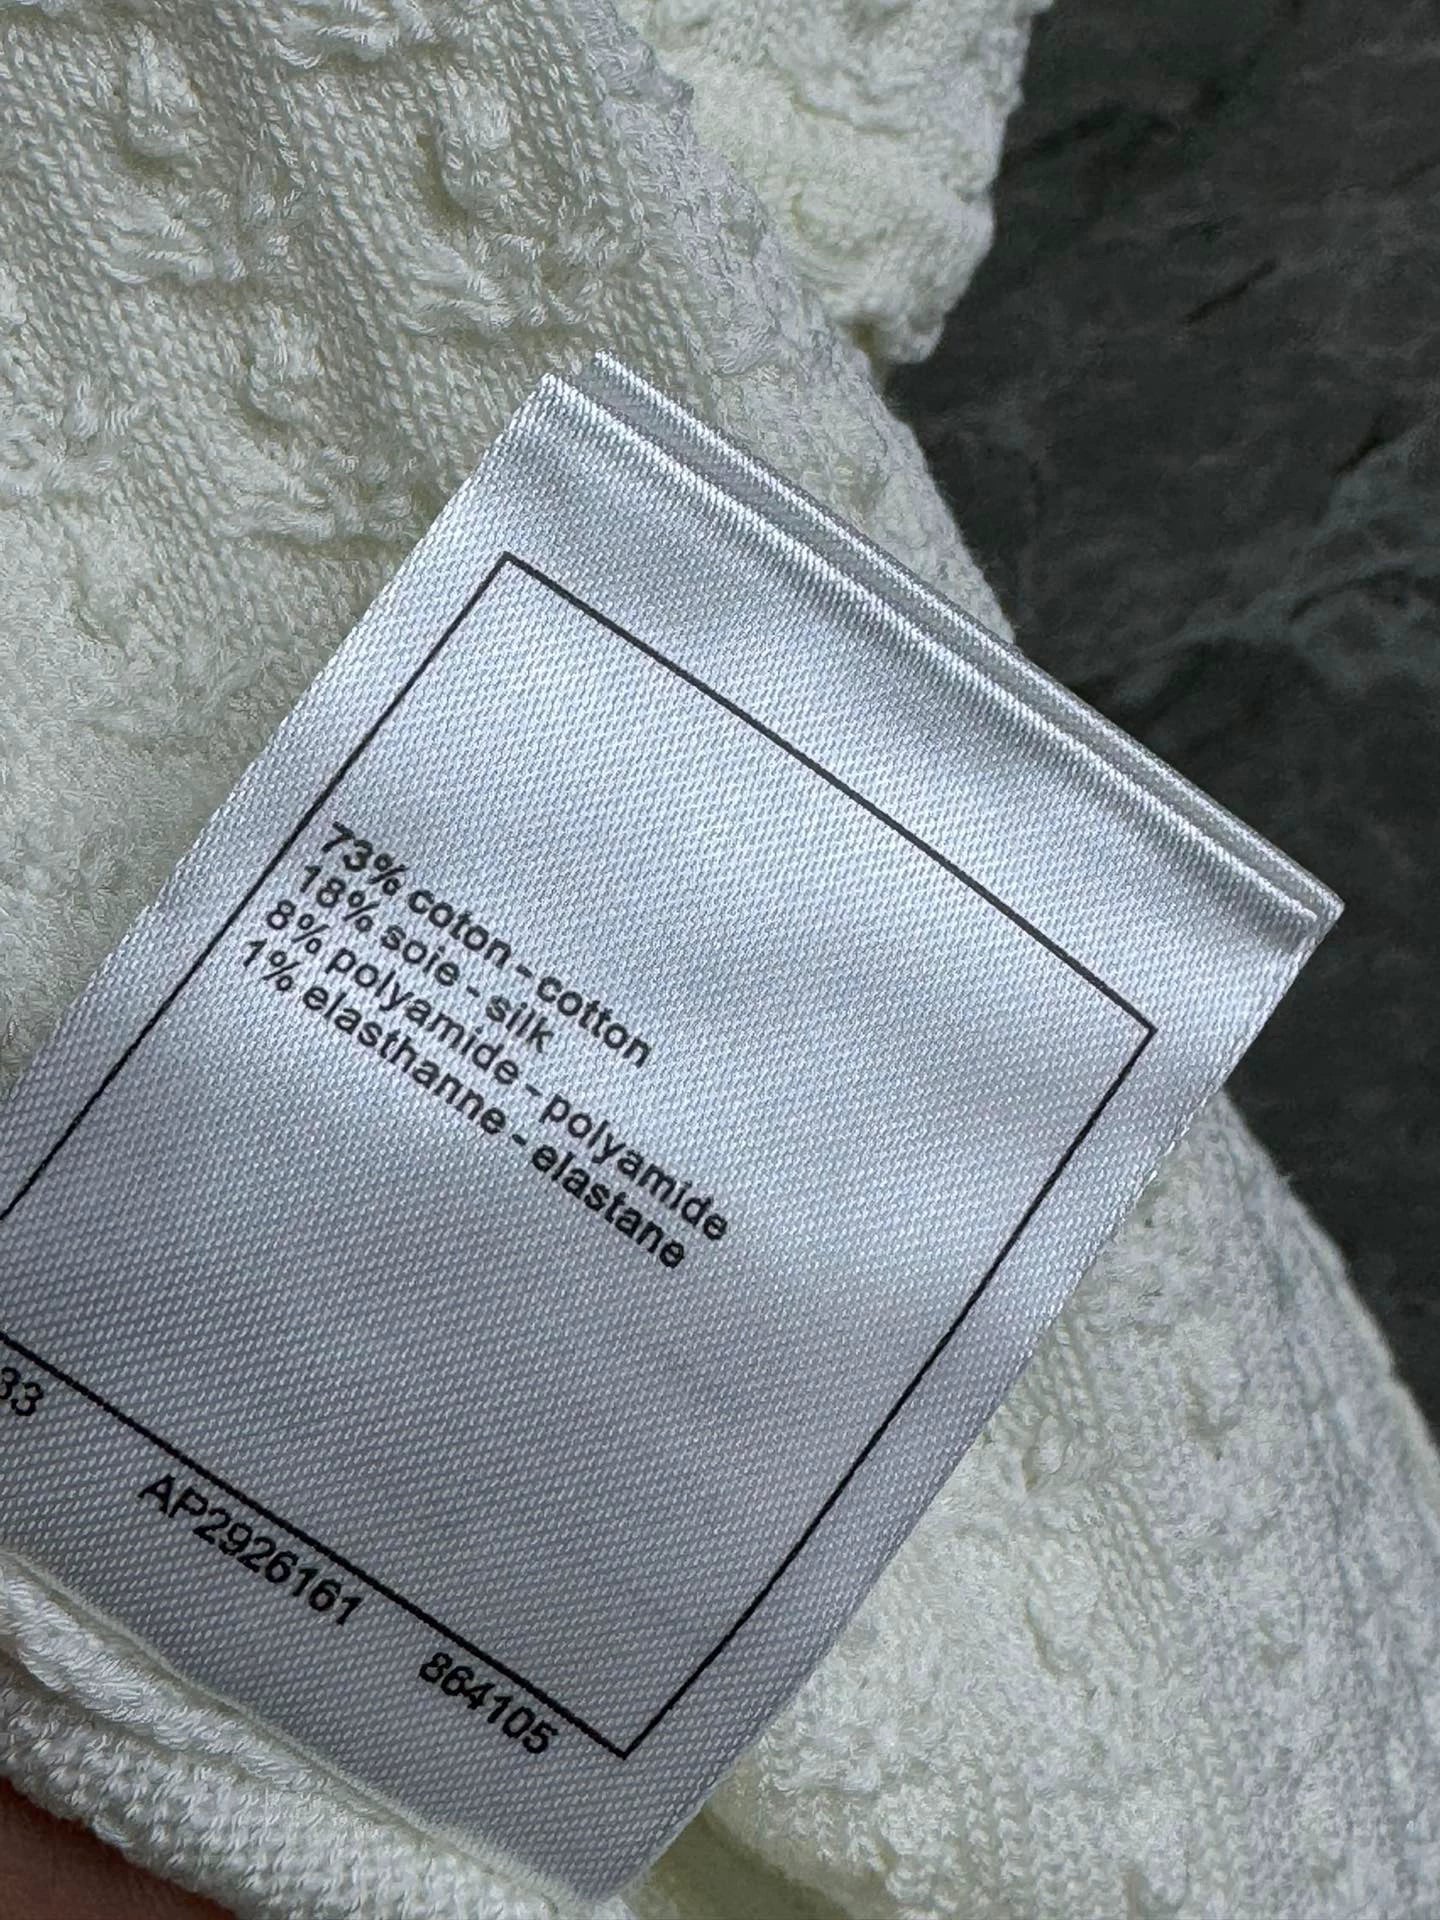 73% coton - cotton
18% soie - silk
8% polyamide - polyamide
1% elasthanne - elastane
33 AP2926161 864105